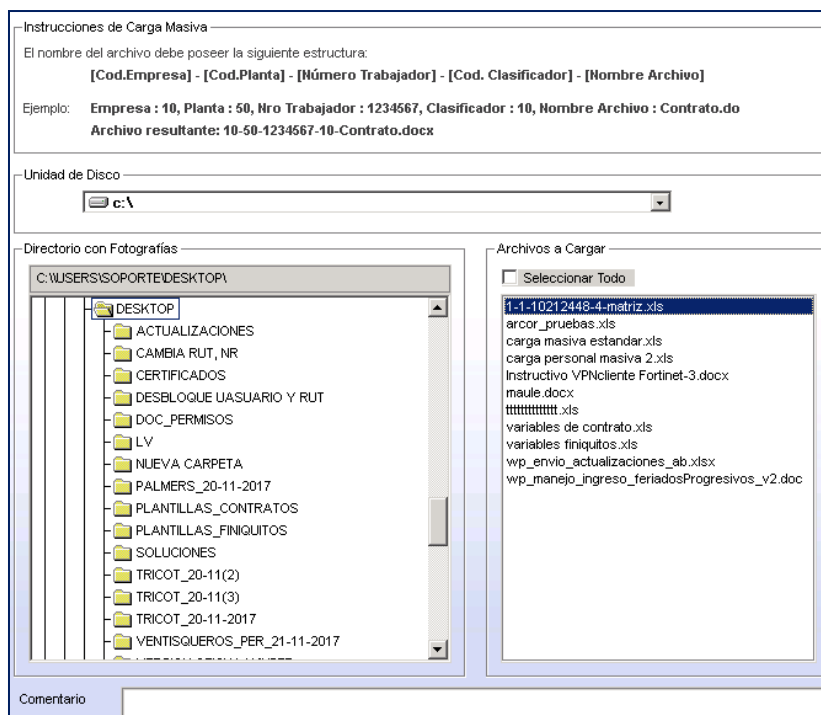 Instrucciones de Carga Masiva
El nombre del archivo debe poseer la siguiente estructura:
[Cod.Empresa] - [Cod.Planta] - [Número Trabajador] - [Cod. Clasificador] - [Nombre Archivo]
Ejemplo: Empresa : 10, Planta : 50, Nro Trabajador : 1234567, Clasificador : 10, Nombre Archivo : Contrato.do
Archivo resultante: 10-50-1234567-10-Contrato.docx
Unidad de Disco
c:\
Directorio con Fotografías
C:\\USERS\SOPORTE\DESKTOP\
DESKTOP
ACTUALIZACIONES
CAMBIA RUT, NR
CERTIFICADOS
DESBLOQUE UASUARIO Y RUT
DOC_PERMISOS
LV
NUEVA CARPETA
PALMERS_20-11-2017
PLANTILLAS_CONTRATOS
PLANTILLAS_FINIQUITOS
SOLUCIONES
TRICOT_20-11(2)
TRICOT_20-11(3)
TRICOT_20-11-2017
VENTISQUEROS_PER_21-11-2017
Archivos a Cargar
Seleccionar Todo
1-1-10212448-4-matriz.xls
arcor_pruebas.xls
carga masiva estandar.xls
carga personal masiva 2.xls
Instructivo VPNcliente Fortinet-3.docx
maule.docx
tttttttttttttt.xls
variables de contrato.xls
variables finiquitos.xls
wp_envio_actualizaciones_ab.xlsx
wp_manejo_ingreso_feriadosProgresivos_v2.doc
Comentario